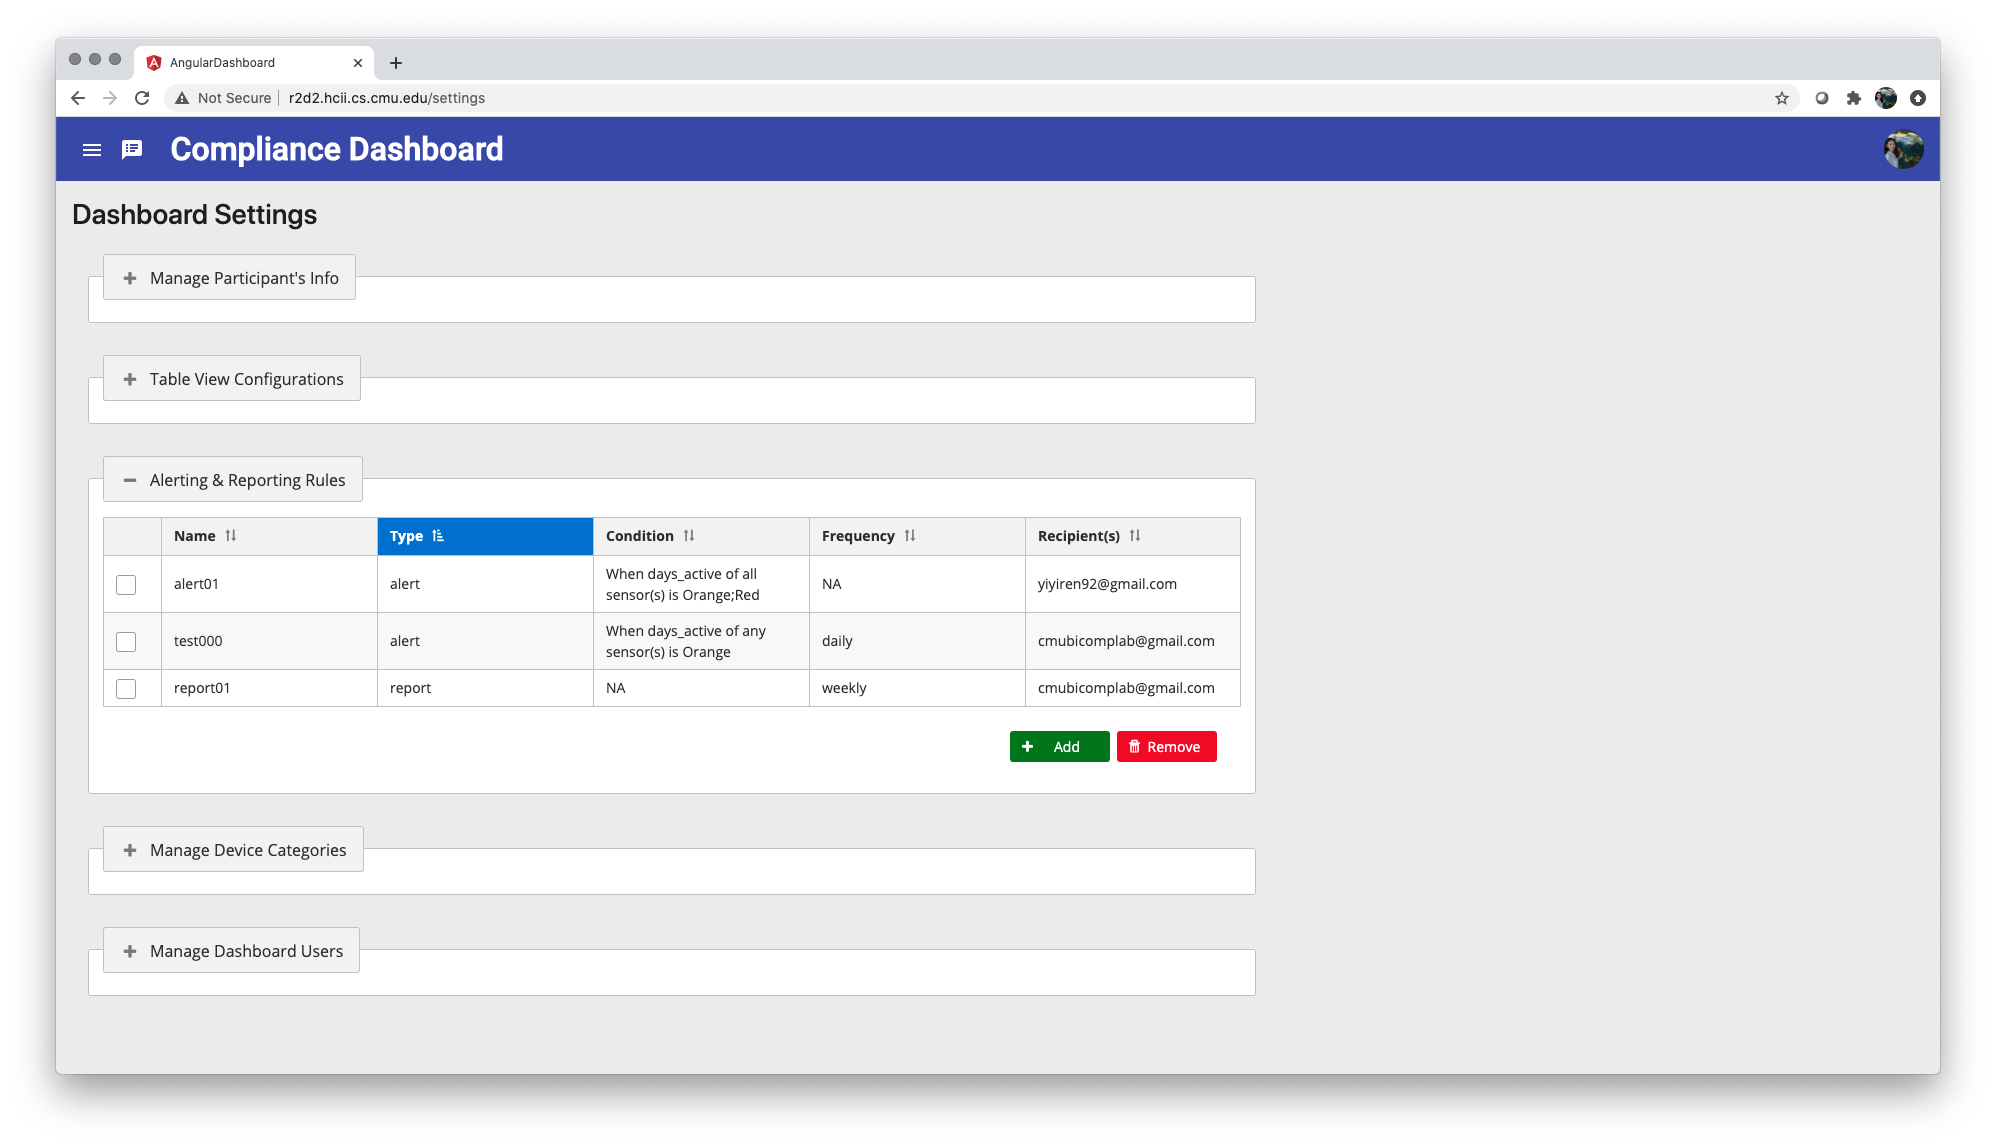 AngularDashboard
Not Secure
r2d2.hcii.cs.cmu.edu/settings
Compliance Dashboard
Dashboard Settings
Manage Participant's Info
Table View Configurations
Alerting & Reporting Rules
Name Type Condition Frequency Recipient(s)
alert01 alert When days_active of all
sensor(s) is Orange;Red NA yiyiren92@gmail.com
test000 alert When days_active of any
sensor(s) is Orange daily cmubicomplab@gmail.com
report01 report NA weekly cmubicomplab@gmail.com
Add Remove
Manage Device Categories
Manage Dashboard Users